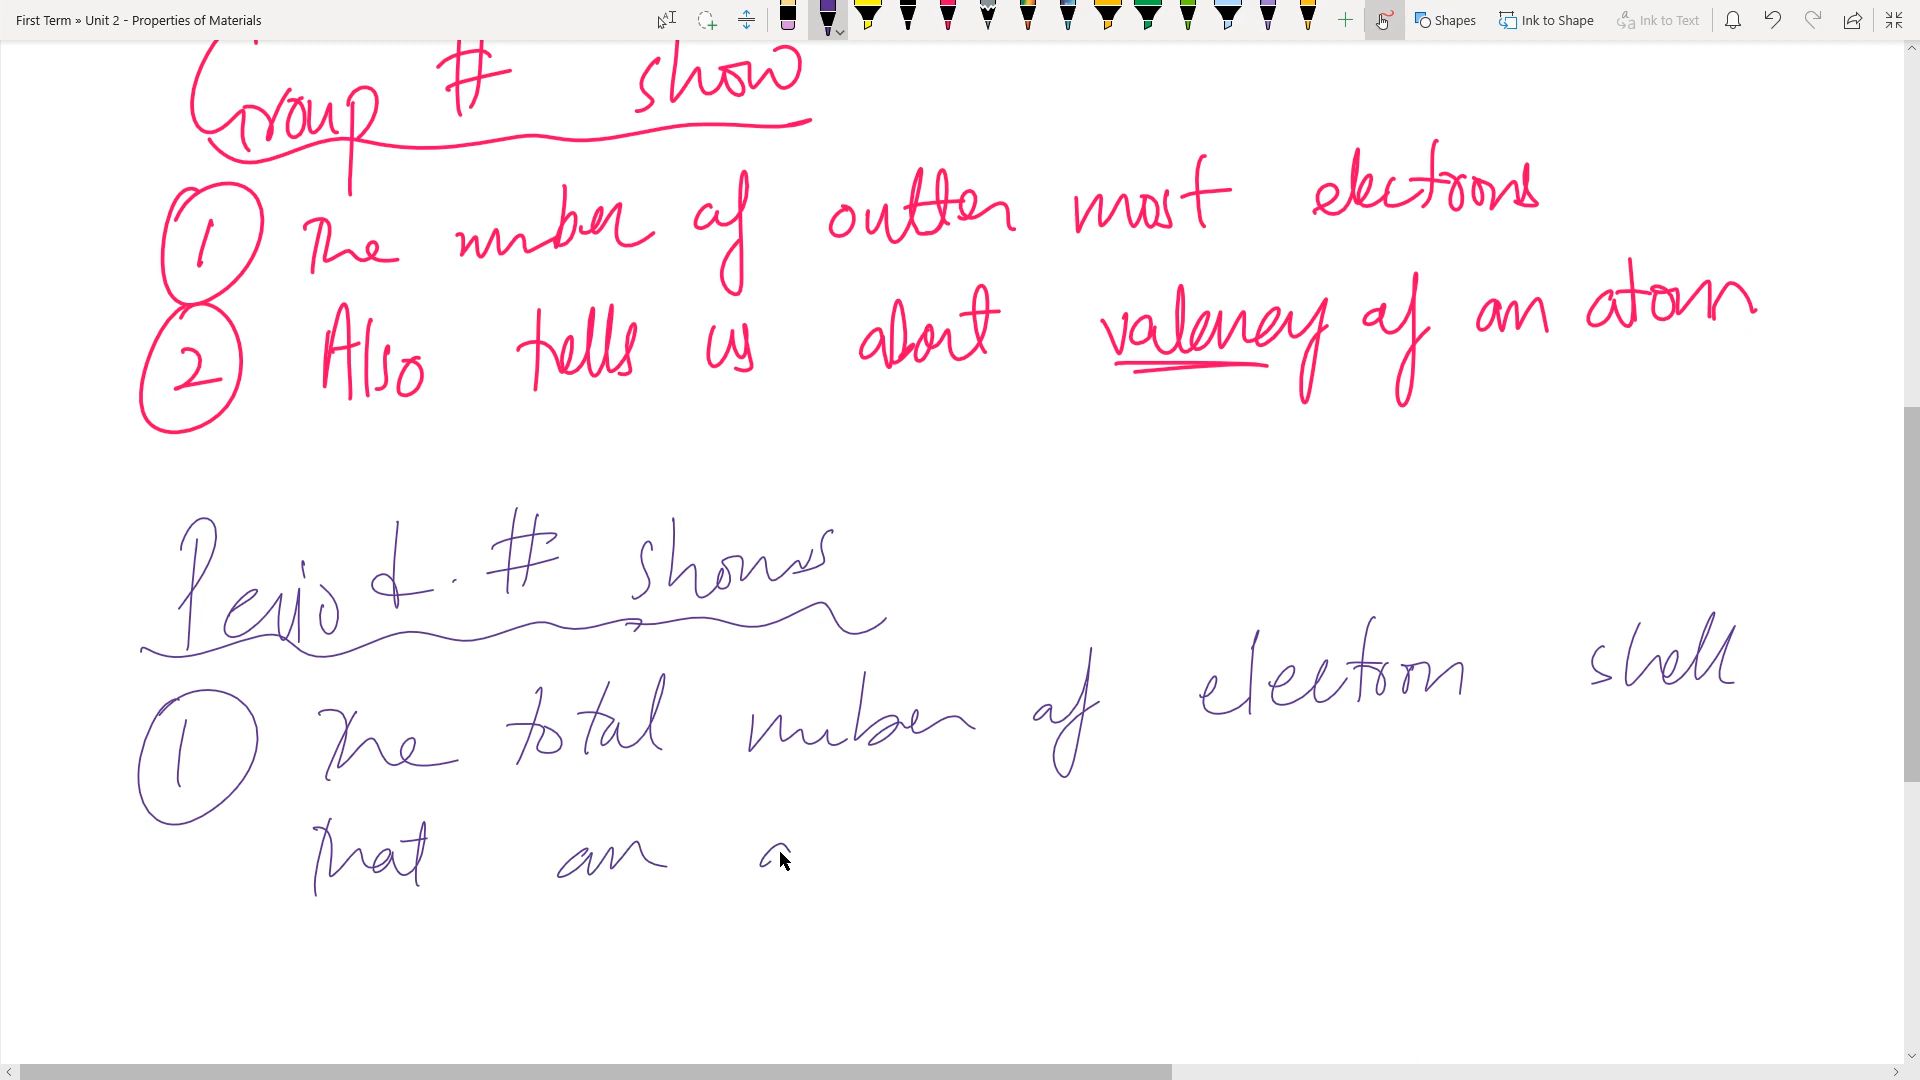 First Term » Unit 2 - Properties of Materials
Shapes Ink to Shape Ink to Text
Group # show
1 The number of outter most electrons
2 Also tells us about valency of an atom
Period. # shows
1 The total number of electron shell
that an a